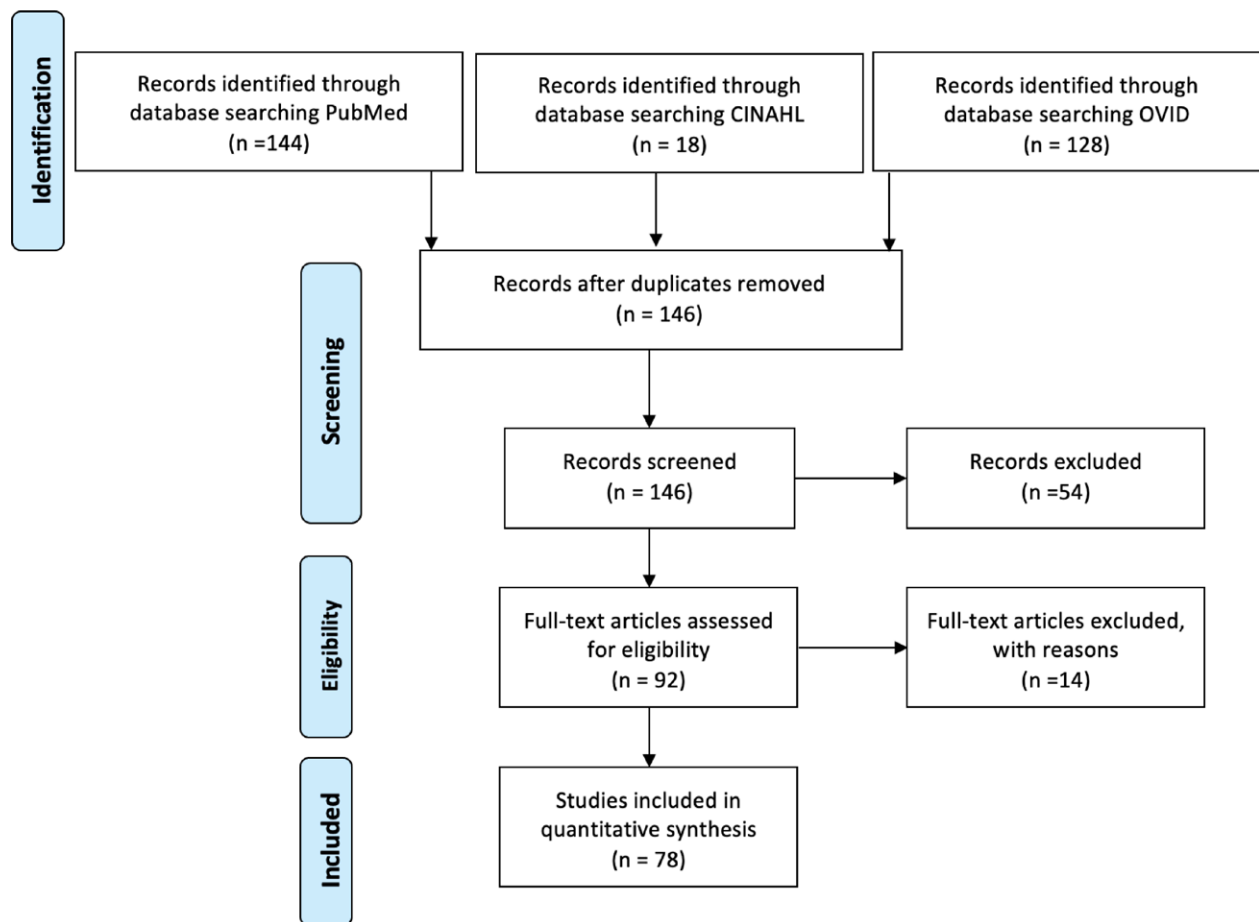 Identification
Records identified through
database searching PubMed
(n =144)
Records identified through
database searching CINAHL
(n = 18)
Records identified through
database searching OVID
(n = 128)
Records after duplicates removed
(n = 146)
Screening
Records screened
(n = 146)
Records excluded
(n =54)
Eligibility
Full-text articles assessed
for eligibility
(n = 92)
Full-text articles excluded,
with reasons
(n =14)
Included
Studies included in
quantitative synthesis
(n = 78)